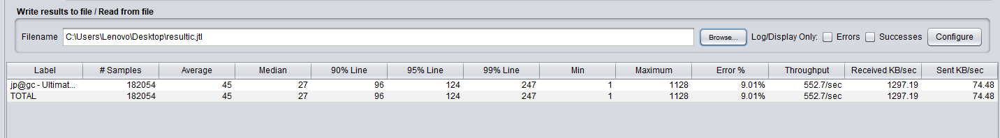 Write results to file / Read from file
Filename C:\Users\Lenovo\Desktop\resultic.jtl Browse... Log/Display Only: Errors Successes Configure
Label # Samples Average Median 90% Line 95% Line 99% Line Min Maximum Error % Throughput Received KB/sec Sent KB/sec
jp@gc - Ultimat... 182054 45 27 96 124 247 1 1128 9.01% 552.7/sec 1297.19 74.48
TOTAL 182054 45 27 96 124 247 1 1128 9.01% 552.7/sec 1297.19 74.48